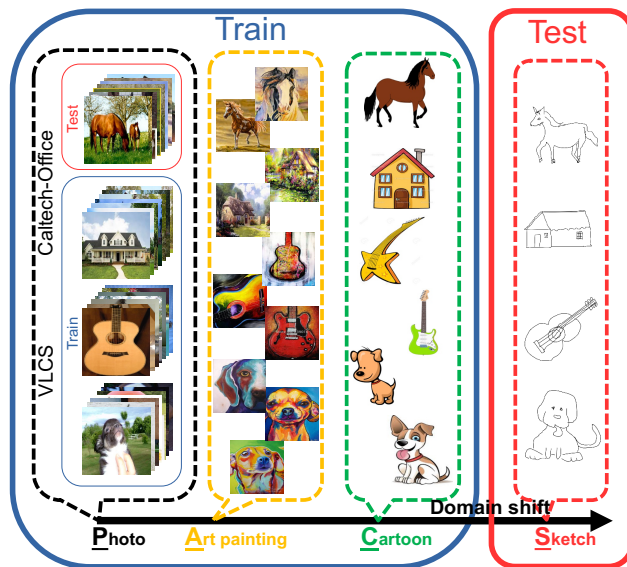 Train
Test
Caltech-Office
VLCS
Test
Train
Domain shift
Photo
Art painting
Cartoon
Sketch